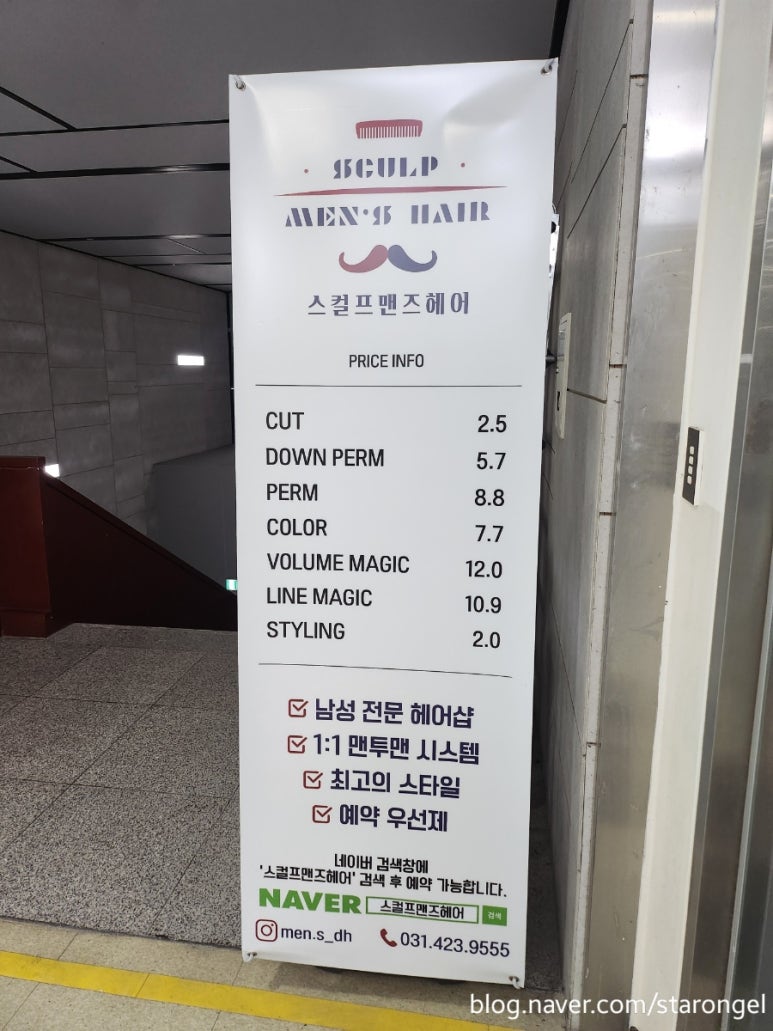 SCULP
MEN'S HAIR
스컬프맨즈헤어
PRICE INFO
CUT 2.5
DOWN PERM 5.7
PERM 8.8
COLOR 7.7
VOLUME MAGIC 12.0
LINE MAGIC 10.9
STYLING 2.0
남성 전문 헤어샵
1:1 맨투맨 시스템
최고의 스타일
예약 우선제
네이버 검색창에
'스컬프맨즈헤어' 검색 후 예약 가능합니다.
NAVER 스컬프맨즈헤어 검색
men.s_dh 031.423.9555
blog.naver.com/starongel